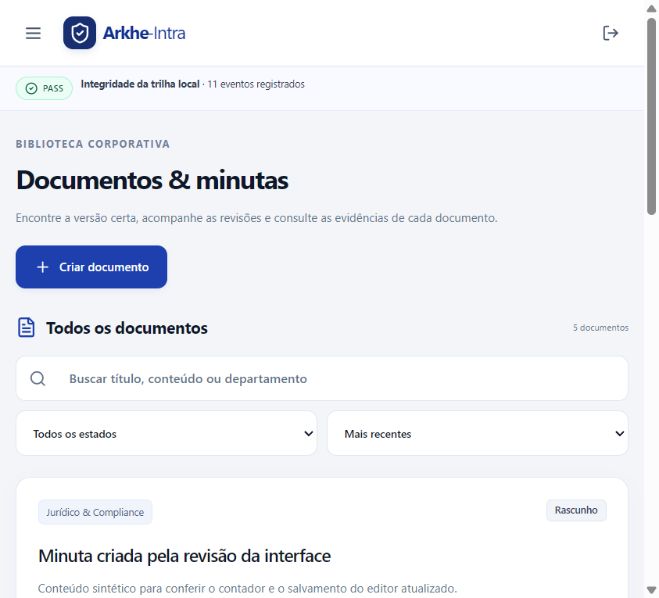 Arkhe-Intra
PASS
Integridade da trilha local · 11 eventos registrados
BIBLIOTECA CORPORATIVA
Documentos & minutas
Encontre a versão certa, acompanhe as revisões e consulte as evidências de cada documento.
Criar documento
Todos os documentos
5 documentos
Buscar título, conteúdo ou departamento
Todos os estados
Mais recentes
Jurídico & Compliance
Rascunho
Minuta criada pela revisão da interface
Conteúdo sintético para conferir o contador e o salvamento do editor atualizado.